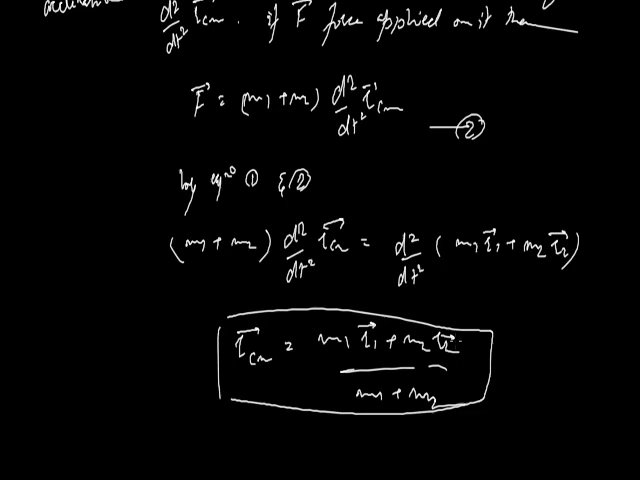 d²/dt² r⃗cm . if F⃗ force applied on it then
F⃗ = (m₁ + m₂) d²/dt² r⃗cm — ②
by eqⁿ ① & ②
(m₁ + m₂) d²/dt² r⃗cm = d²/dt² (m₁ r⃗₁ + m₂ r⃗₂)
r⃗cm = (m₁ r⃗₁ + m₂ r⃗₂) / (m₁ + m₂)